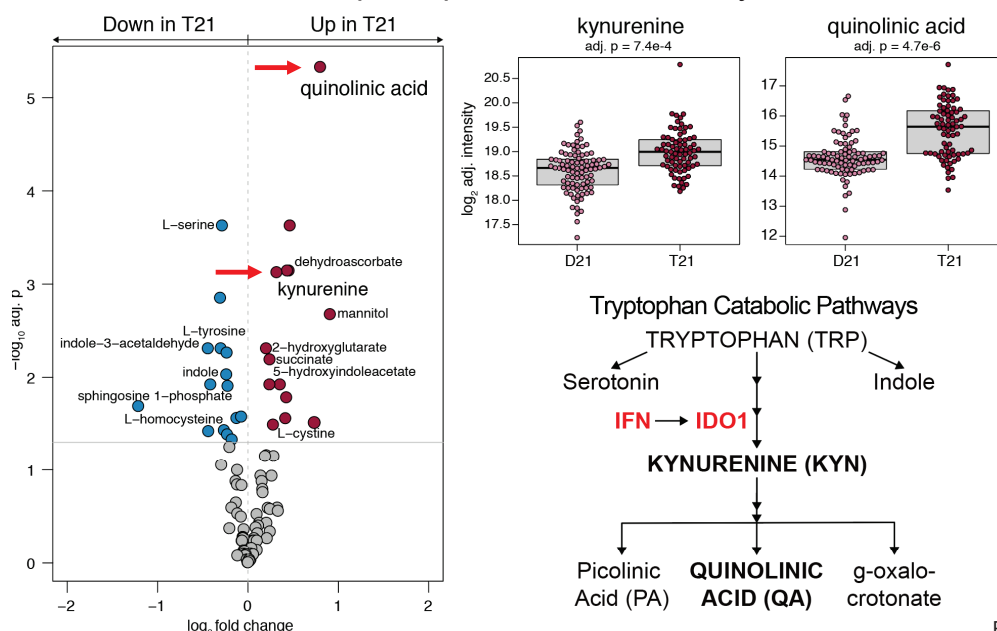 Down in T21
Up in T21
quinolinic acid
L−serine
dehydroascorbate
kynurenine
mannitol
L−tyrosine
indole−3−acetaldehyde
2−hydroxyglutarate
succinate
indole
5−hydroxyindoleacetate
sphingosine 1−phosphate
L−homocysteine
L−cystine
−log10 adj. p
5
4
3
2
1
0
−2
−1
0
1
2
fold change
kynurenine
adj. p = 7.4e-4
log2 adj. intensity
20.5
20.0
19.5
19.0
18.5
18.0
17.5
D21
T21
quinolinic acid
adj. p = 4.7e-6
17
16
15
14
13
12
D21
T21
Tryptophan Catabolic Pathways
TRYPTOPHAN (TRP)
Serotonin
Indole
IFN
IDO1
KYNURENINE (KYN)
Picolinic
Acid (PA)
QUINOLINIC
ACID (QA)
g-oxalo-
crotonate